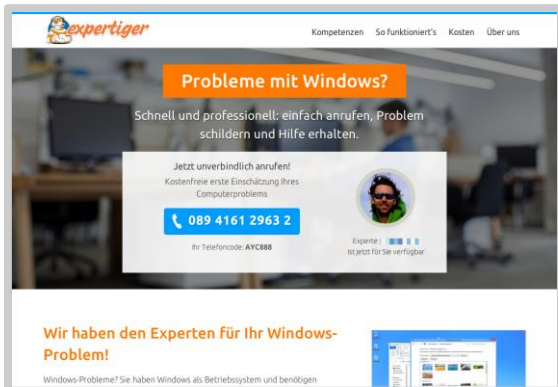 expertiger
Kompetenzen So funktioniert's Kosten Über uns
Probleme mit Windows?
Schnell und professionell: einfach anrufen, Problem
schildern und Hilfe erhalten.
Jetzt unverbindlich anrufen!
Kostenfreie erste Einschätzung Ihres
Computerproblems
089 4161 2963 2
Ihr Telefoncode: AYC888
Experte
ist jetzt für Sie verfügbar
Wir haben den Experten für Ihr Windows-
Problem!
Windows-Probleme? Sie haben Windows als Betriebssystem und benötigen